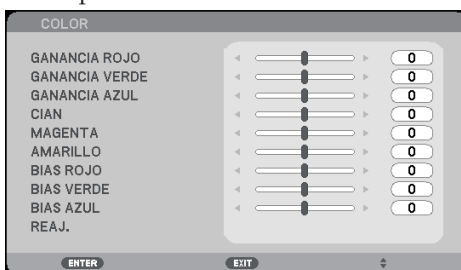 COLOR
GANANCIA ROJO 0
GANANCIA VERDE 0
GANANCIA AZUL 0
CIAN 0
MAGENTA 0
AMARILLO 0
BIAS ROJO 0
BIAS VERDE 0
BIAS AZUL 0
REAJ.
ENTER EXIT